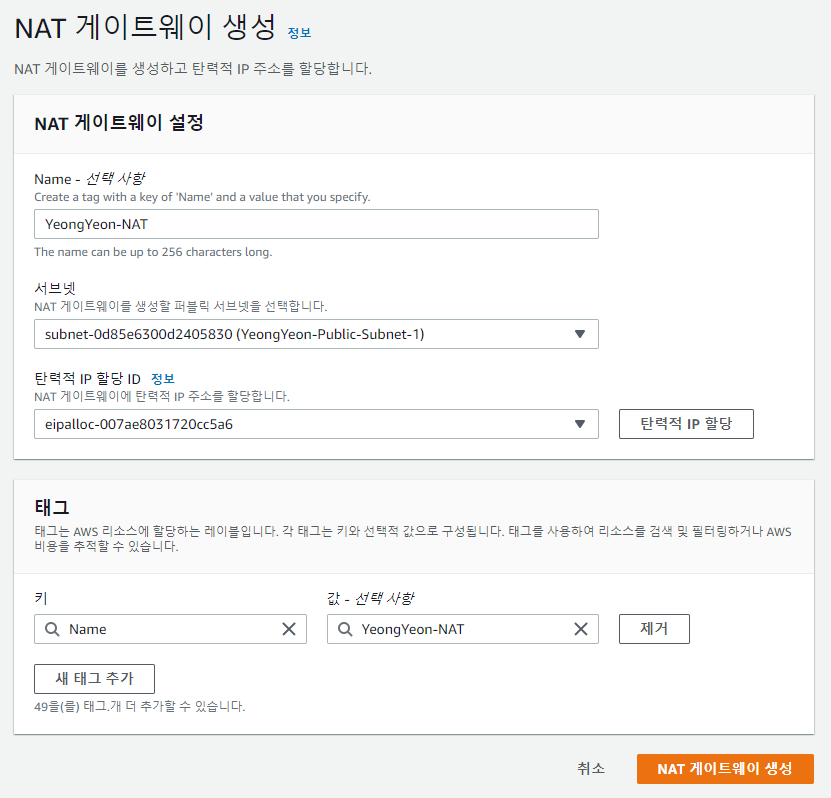 NAT 게이트웨이 생성 정보
NAT 게이트웨이를 생성하고 탄력적 IP 주소를 할당합니다.
NAT 게이트웨이 설정
Name - 선택 사항
Create a tag with a key of 'Name' and a value that you specify.
YeongYeon-NAT
The name can be up to 256 characters long.
서브넷
NAT 게이트웨이를 생성할 퍼블릭 서브넷을 선택합니다.
subnet-0d85e6300d2405830 (YeongYeon-Public-Subnet-1)
탄력적 IP 할당 ID 정보
NAT 게이트웨이에 탄력적 IP 주소를 할당합니다.
eipalloc-007ae8031720cc5a6 탄력적 IP 할당
태그
태그는 AWS 리소스에 할당하는 레이블입니다. 각 태그는 키와 선택적 값으로 구성됩니다. 태그를 사용하여 리소스를 검색 및 필터링하거나 AWS
비용을 추적할 수 있습니다.
키 값 - 선택 사항
Name YeongYeon-NAT 제거
새 태그 추가
49을(를) 태그.개 더 추가할 수 있습니다.
취소 NAT 게이트웨이 생성